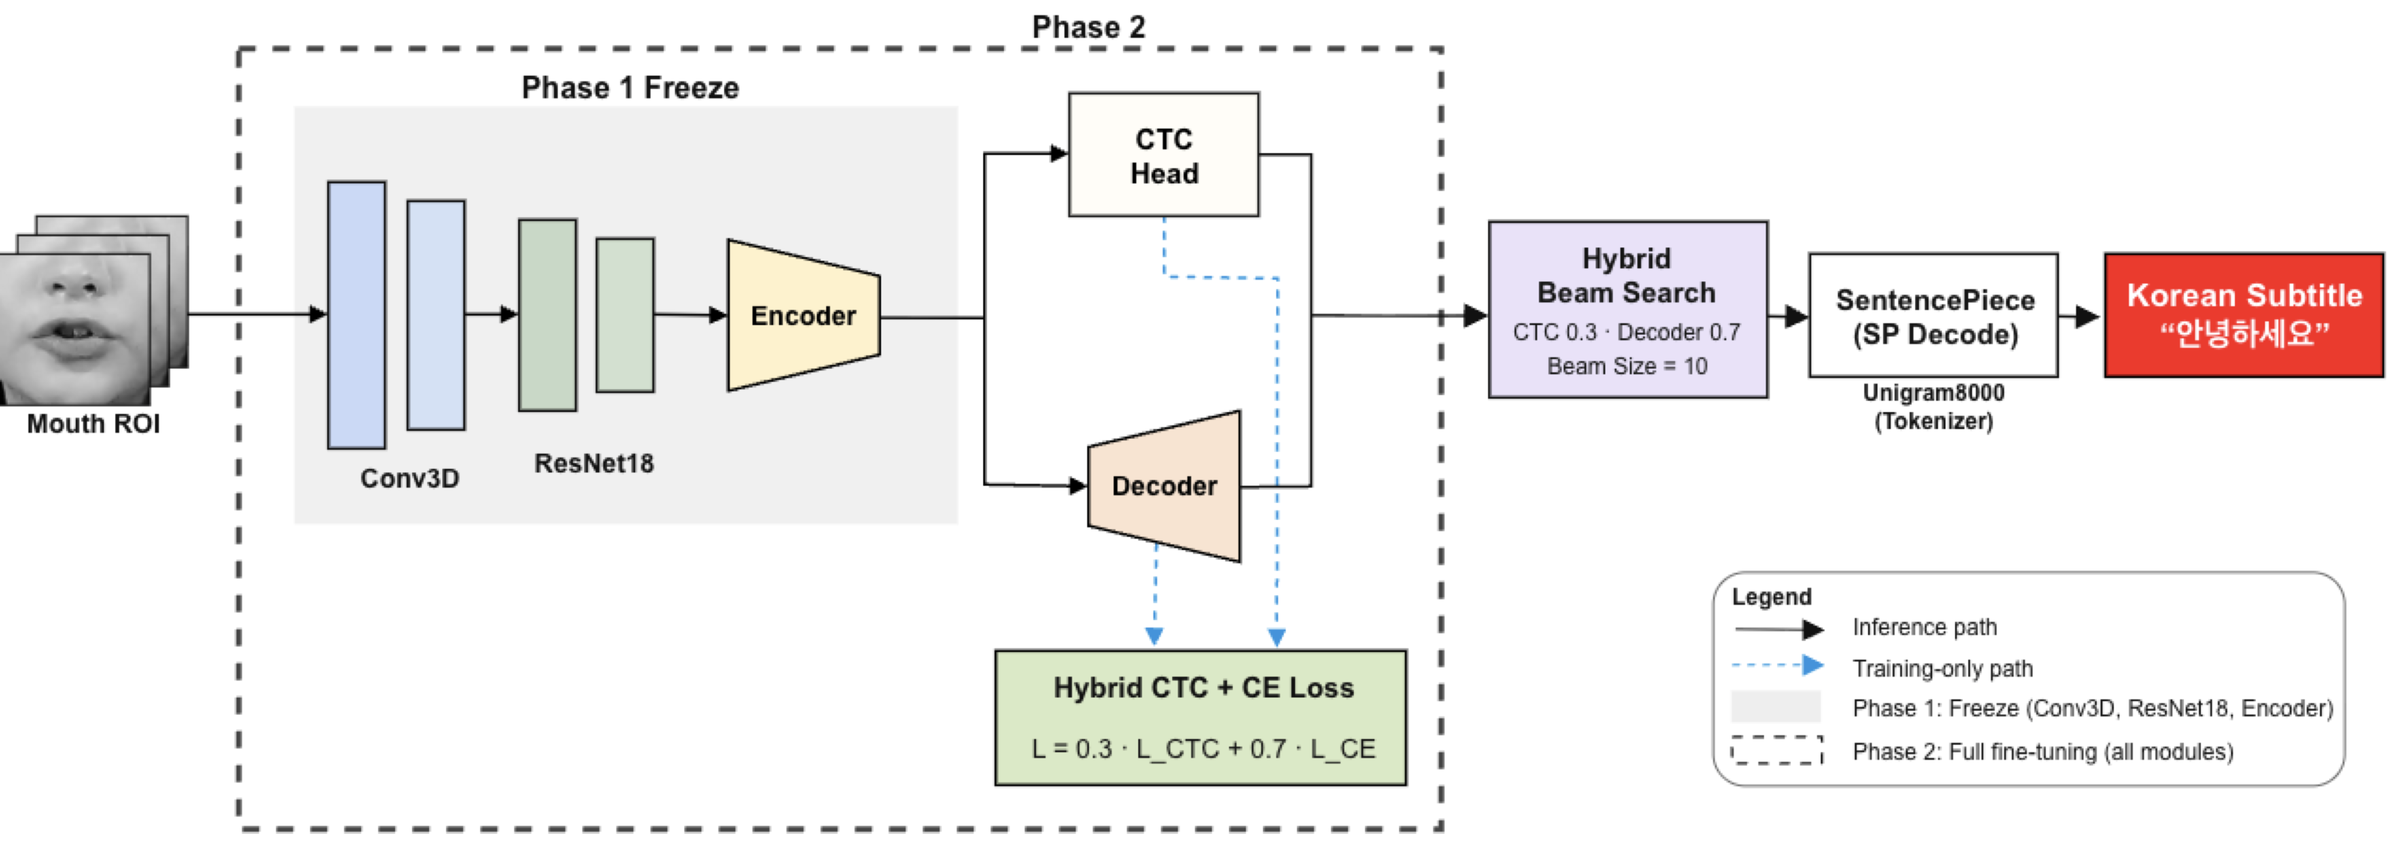 Phase 2
Phase 1 Freeze
Mouth ROI
Conv3D
ResNet18
Encoder
CTC
Head
Decoder
Hybrid CTC + CE Loss
L = 0.3 · L_CTC + 0.7 · L_CE
Hybrid
Beam Search
CTC 0.3 · Decoder 0.7
Beam Size = 10
SentencePiece
(SP Decode)
Unigram8000
(Tokenizer)
Korean Subtitle
“안녕하세요”
Legend
Inference path
Training-only path
Phase 1: Freeze (Conv3D, ResNet18, Encoder)
Phase 2: Full fine-tuning (all modules)